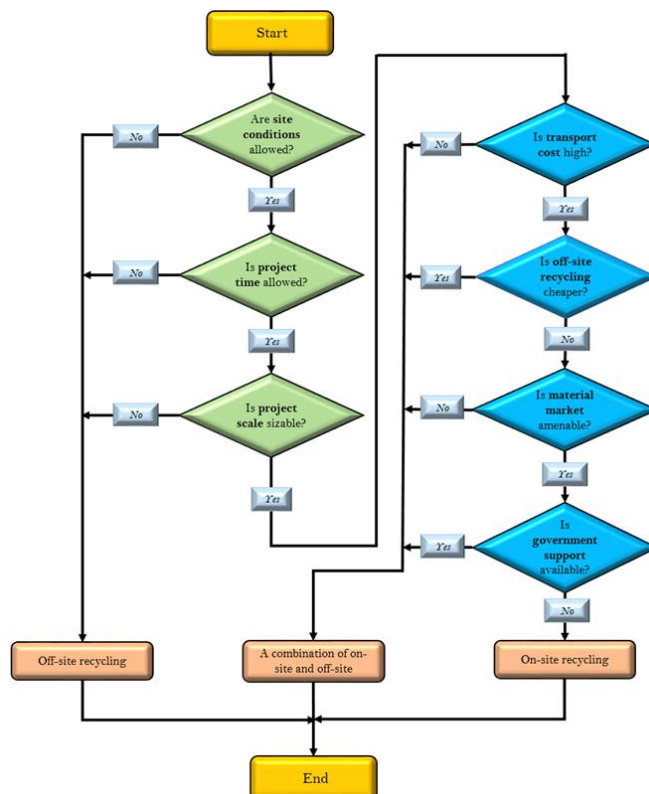 Start
Are site
conditions
allowed?
No
Yes
Is project
time allowed?
No
Yes
Is project
scale sizable?
No
Yes
Is transport
cost high?
No
Yes
Is off-site
recycling
cheaper?
Yes
No
Is material
market
amenable?
No
Yes
Is
government
support
available?
Yes
No
Off-site recycling
A combination of on-
site and off-site
On-site recycling
End